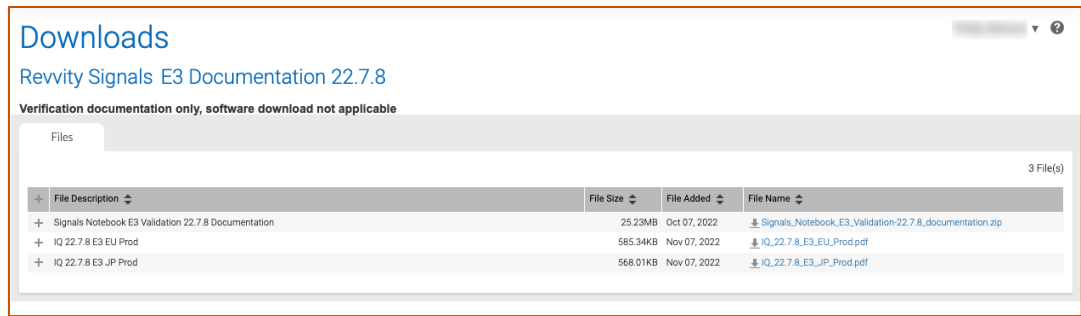 Downloads
Revvity Signals E3 Documentation 22.7.8
Verification documentation only, software download not applicable
Files
3 File(s)
File Description File Size File Added File Name
Signals Notebook E3 Validation 22.7.8 Documentation 25.23MB Oct 07, 2022 Signals_Notebook_E3_Validation-22.7.8_documentation.zip
IQ 22.7.8 E3 EU Prod 585.34KB Nov 07, 2022 IQ_22.7.8_E3_EU_Prod.pdf
IQ 22.7.8 E3 JP Prod 568.01KB Nov 07, 2022 IQ_22.7.8_E3_JP_Prod.pdf